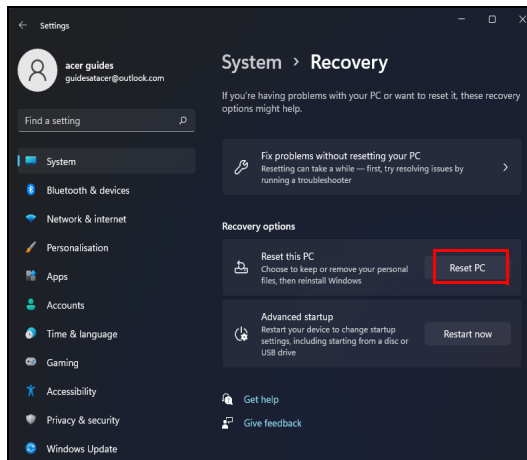 Settings
acer guides
guidesatacer@outlook.com
Find a setting
System
Bluetooth & devices
Network & internet
Personalisation
Apps
Accounts
Time & language
Gaming
Accessibility
Privacy & security
Windows Update
System > Recovery
If you're having problems with your PC or want to reset it, these recovery
options might help.
Fix problems without resetting your PC
Resetting can take a while — first, try resolving issues by
running a troubleshooter
Recovery options
Reset this PC
Choose to keep or remove your personal
files, then reinstall Windows
Reset PC
Advanced startup
Restart your device to change startup
settings, including starting from a disc or
USB drive
Restart now
Get help
Give feedback